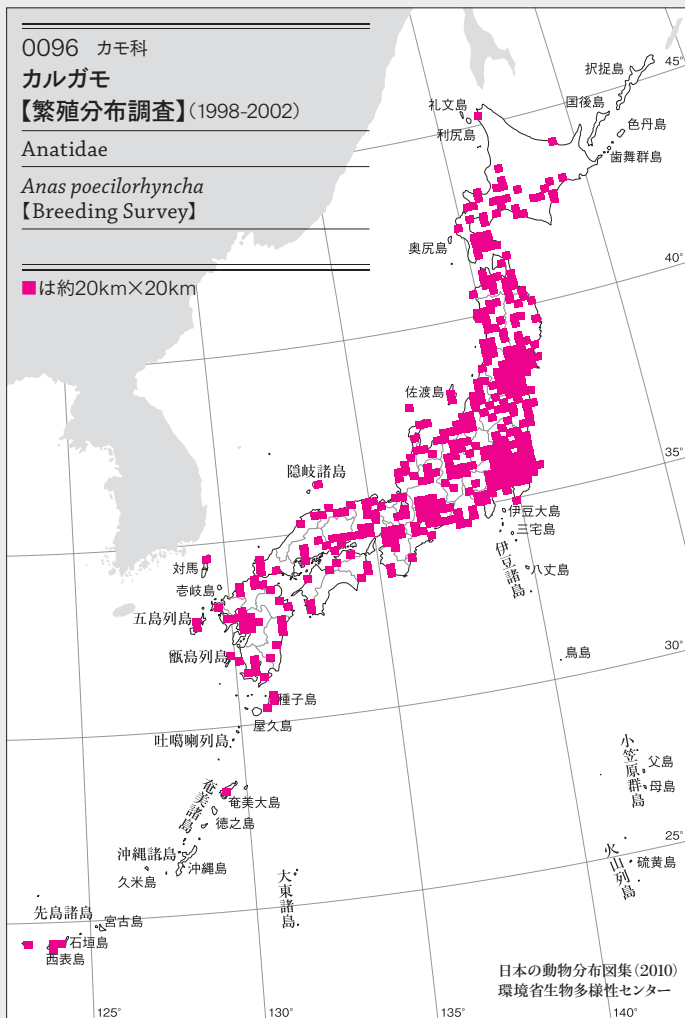 0096 カモ科
カルガモ
【繁殖分布調査】(1998-2002)
Anatidae
Anas poecilorhyncha
【Breeding Survey】
■は約20km×20km
45°
択捉島
国後島
礼文島
色丹島
利尻島
歯舞群島
奥尻島
40°
佐渡島
35°
隠岐諸島
伊豆大島
三宅島
伊豆諸島
八丈島
対馬
壱岐島
五島列島
甑島列島
30°
鳥島
種子島
屋久島
吐噶喇列島
小笠原群島
父島
母島
奄美諸島
奄美大島
徳之島
25°
沖縄諸島
沖縄島
久米島
大東諸島
火山列島
硫黄島
先島諸島
宮古島
石垣島
西表島
日本の動物分布図集(2010)
環境省生物多様性センター
125°
130°
135°
140°